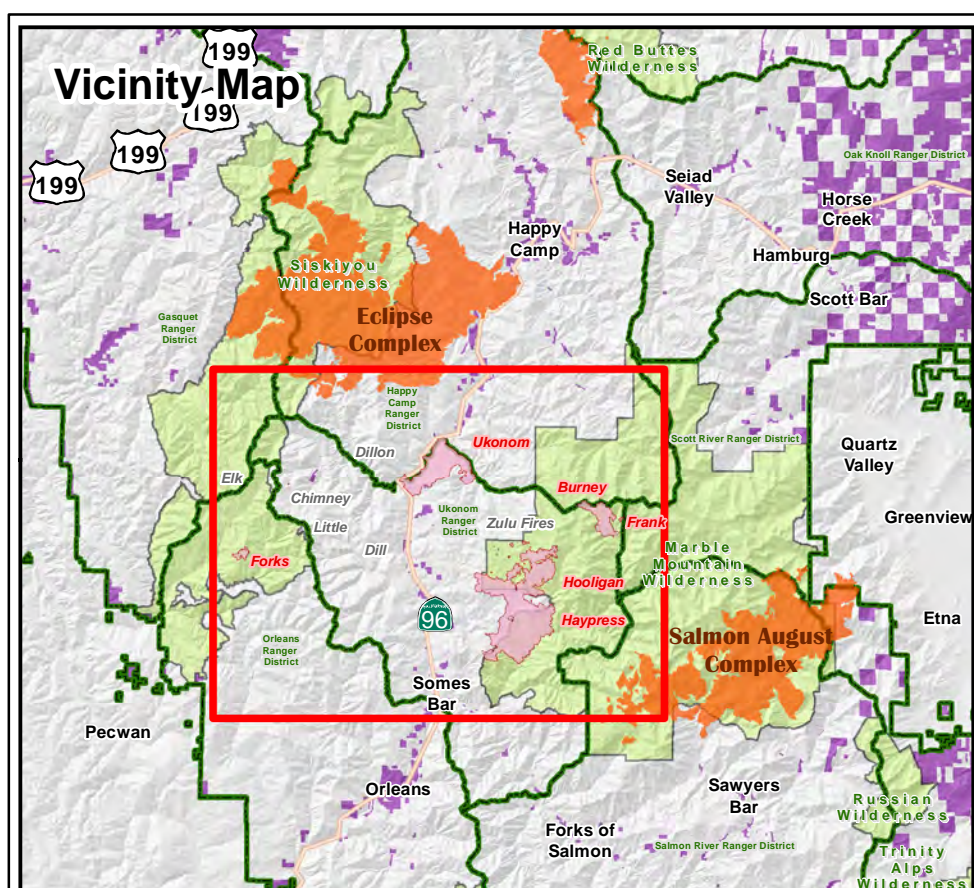 199
Vicinity Map
199
199
199
Red Buttes
Wilderness
Oak Knoll Ranger District
Seiad
Valley
Horse
Creek
Happy
Camp
Hamburg
Siskiyou
Wilderness
Scott Bar
Gasquet
Ranger
District
Eclipse
Complex
Happy
Camp
Ranger
District
Scott River Ranger District
Quartz
Valley
Ukonom
Dillon
Elk
Chimney
Burney
Greenview
Little
Ukonom
Ranger
District
Zulu Fires
Frank
Dill
Forks
Marble
Mountain
Wilderness
Hooligan
CALIFORNIA
96
Haypress
Etna
Orleans
Ranger
District
Salmon August
Complex
Somes
Bar
Pecwan
Orleans
Sawyers
Bar
Russian
Wilderness
Forks of
Salmon
Salmon River Ranger District
Trinity
Alps
Wilderness